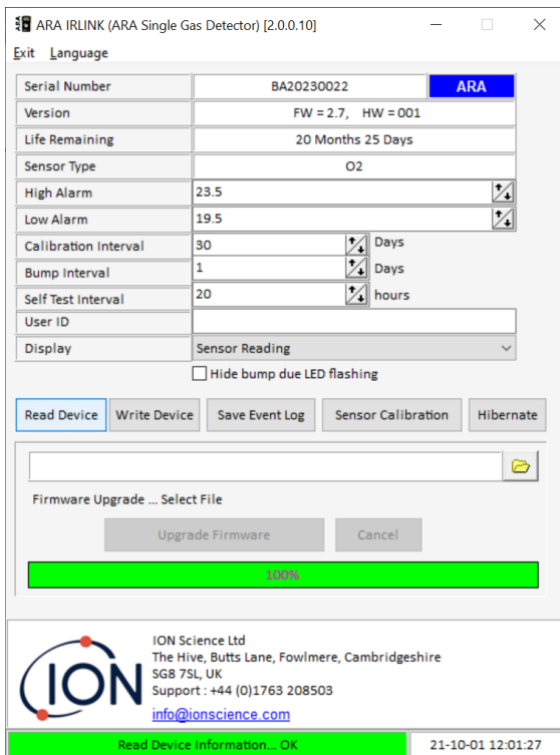 ARA IRLINK (ARA Single Gas Detector) [2.0.0.10]
Exit Language
Serial Number BA20230022 ARA
Version FW = 2.7, HW = 001
Life Remaining 20 Months 25 Days
Sensor Type O2
High Alarm 23.5
Low Alarm 19.5
Calibration Interval 30 Days
Bump Interval 1 Days
Self Test Interval 20 hours
User ID
Display Sensor Reading
Hide bump due LED flashing
Read Device Write Device Save Event Log Sensor Calibration Hibernate
Firmware Upgrade ... Select File
Upgrade Firmware Cancel
100%
ION
ION Science Ltd
The Hive, Butts Lane, Fowlmere, Cambridgeshire
SG8 7SL, UK
Support : +44 (0)1763 208503
info@ionscience.com
Read Device Information... OK 21-10-01 12:01:27